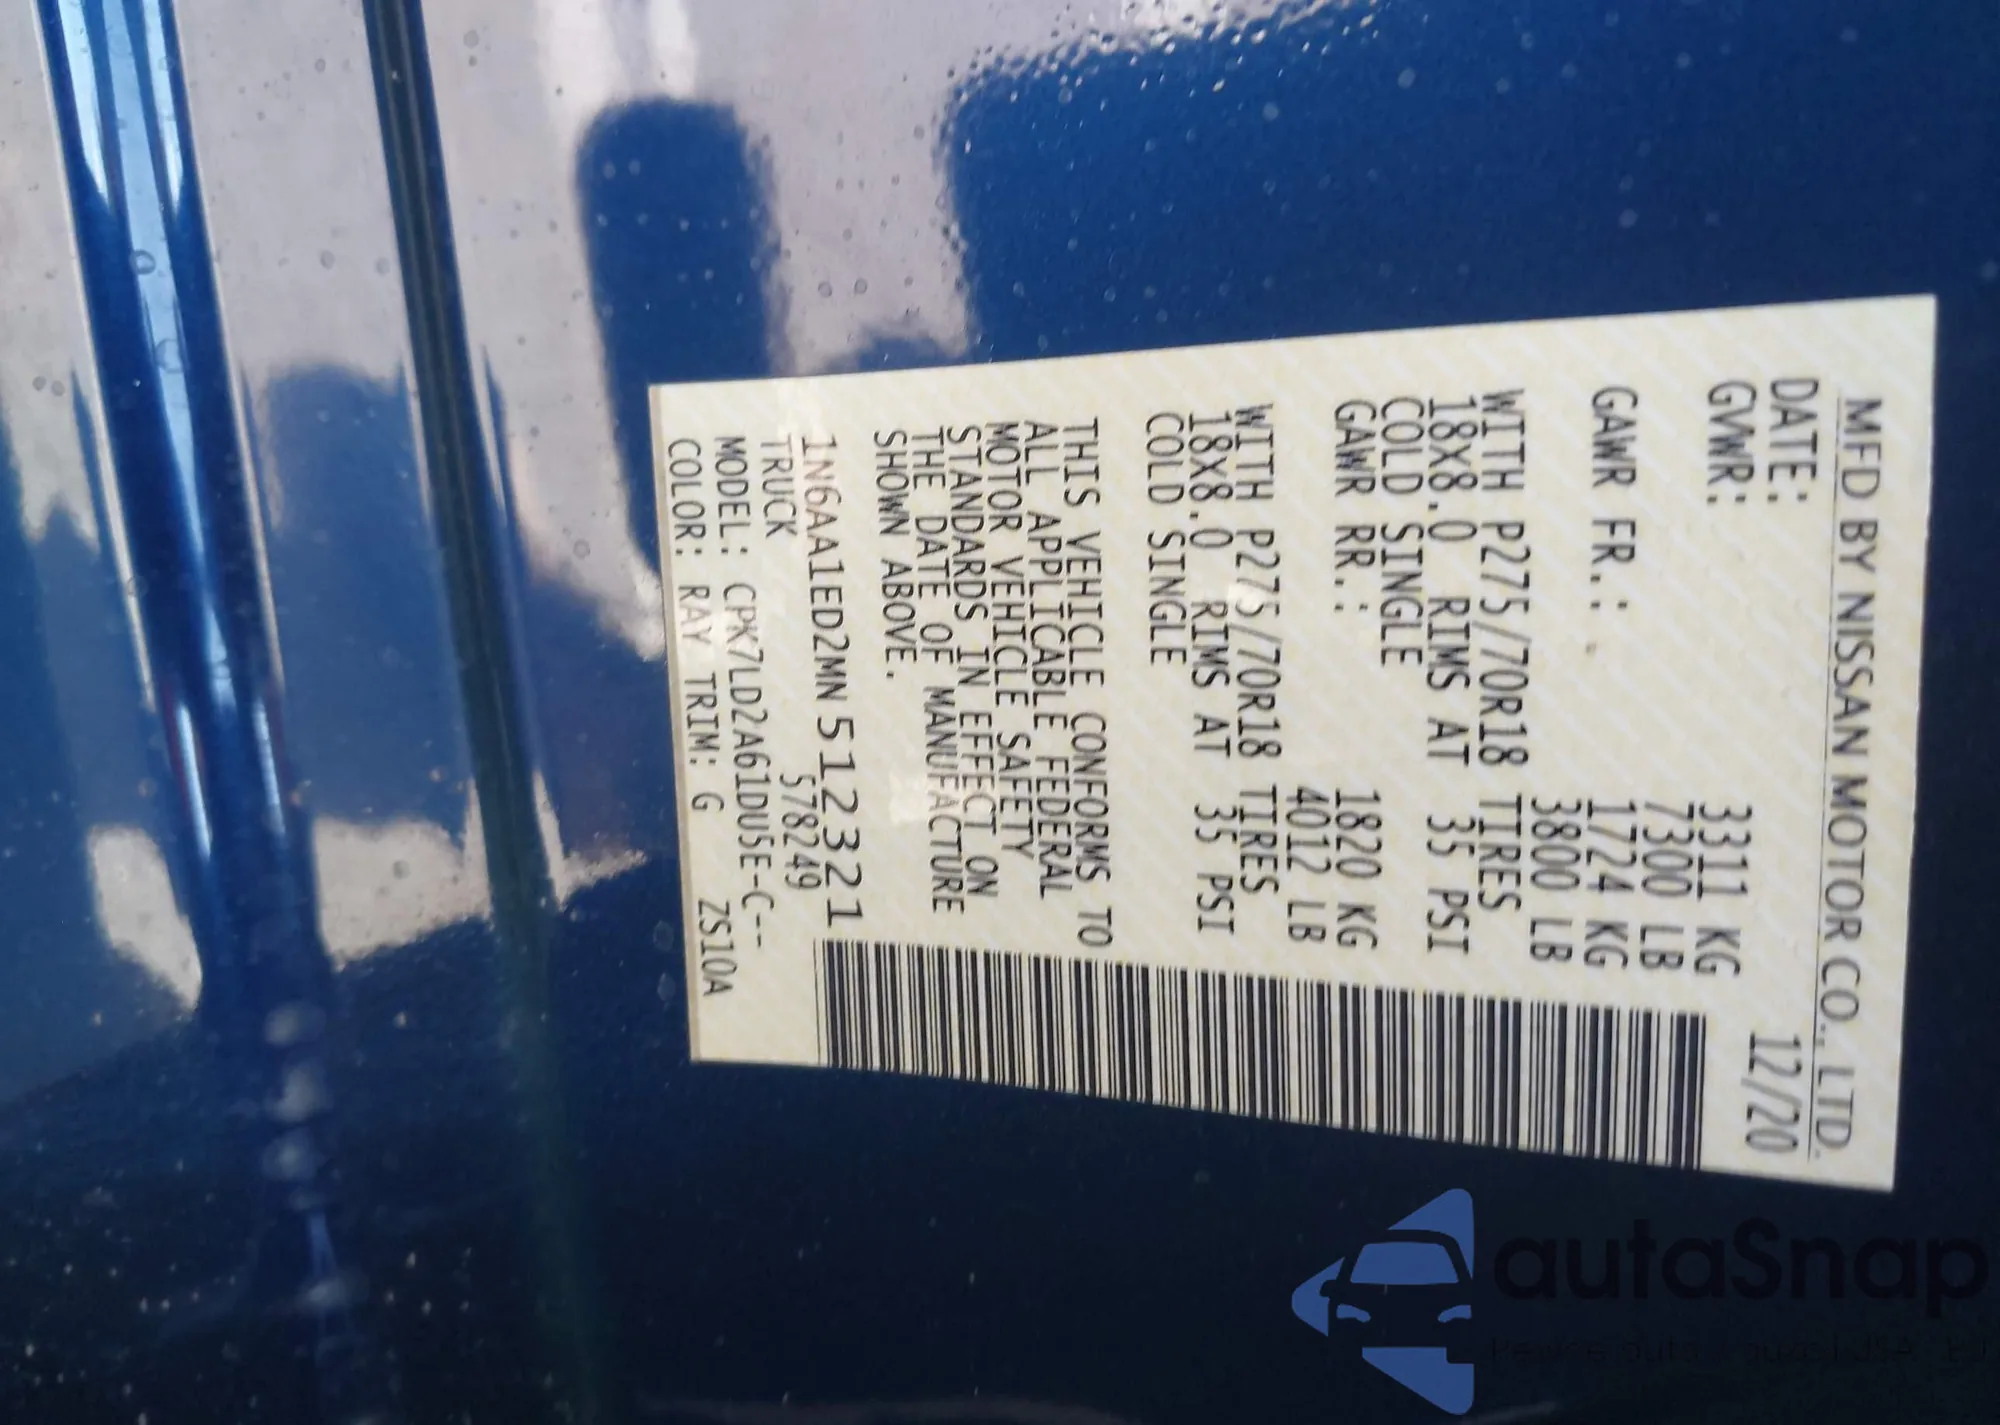 MFD BY NISSAN MOTOR CO., LTD.
DATE: 12/20
GVWR: 3311 KG
7300 LB
GAWR FR.: 1724 KG
3800 LB
WITH P275/70R18 TIRES
18X8.0 RIMS AT 35 PSI
COLD SINGLE
GAWR RR.: 1820 KG
4012 LB
WITH P275/70R18 TIRES
18X8.0 RIMS AT 35 PSI
COLD SINGLE
THIS VEHICLE CONFORMS TO
ALL APPLICABLE FEDERAL
MOTOR VEHICLE SAFETY
STANDARDS IN EFFECT ON
THE DATE OF MANUFACTURE
SHOWN ABOVE.
1N6AA1ED2MN512321
TRUCK 578249
MODEL: CPK7LD2A61DU5E-C--
COLOR: RAY TRIM: G ZS10A
autaSnap